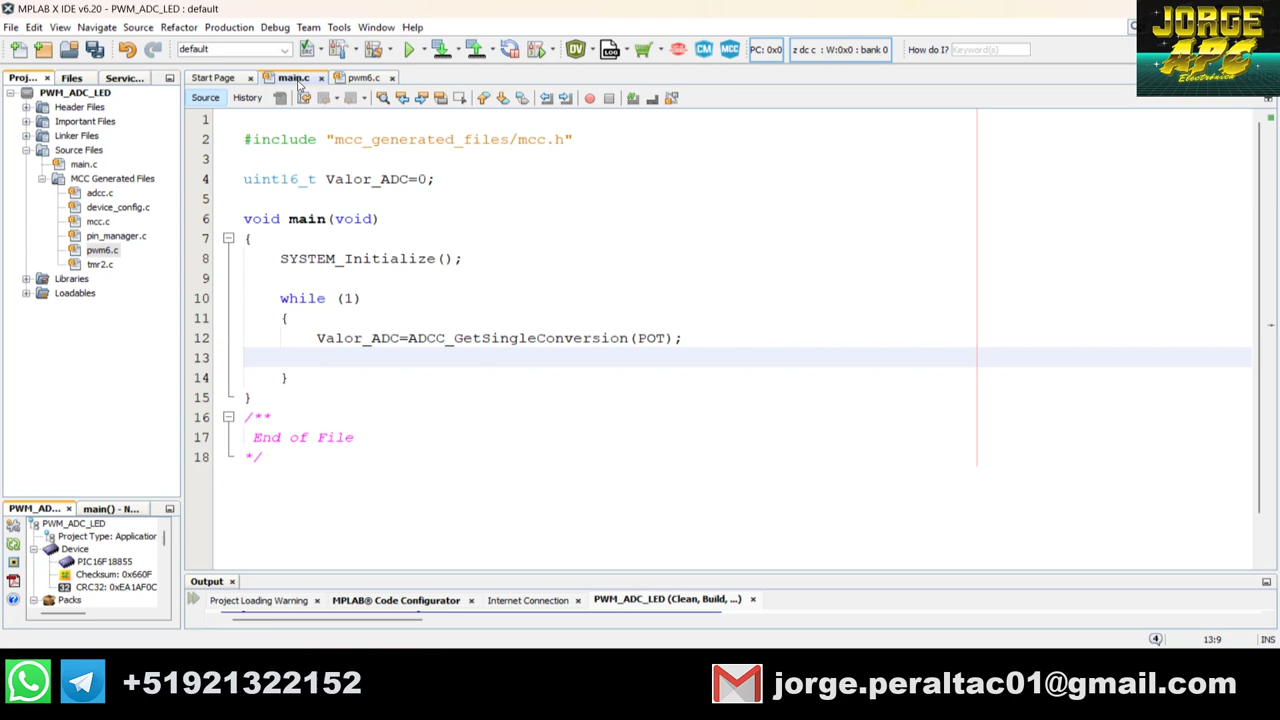 MPLAB X IDE v6.20 - PWM_ADC_LED : default
File Edit View Navigate Source Refactor Production Debug Team Tools Window Help
default
PC: 0x0
z dc c : W:0x0 : bank 0
How do I?
Keyword(s)
JORGE
APC
Electrónica
Proj...
Files
Servic...
Start Page
main.c
pwm6.c
Source
History
PWM_ADC_LED
Header Files
Important Files
Linker Files
Source Files
main.c
MCC Generated Files
adcc.c
device_config.c
mcc.c
pin_manager.c
pwm6.c
tmr2.c
Libraries
Loadables
1
2 #include "mcc_generated_files/mcc.h"
3
4 uint16_t Valor_ADC=0;
5
6 void main(void)
7 {
8 SYSTEM_Initialize();
9
10 while (1)
11 {
12 Valor_ADC=ADCC_GetSingleConversion(POT);
13
14 }
15 }
16 /**
17 End of File
18 */
PWM_AD...
main() - N...
PWM_ADC_LED
Project Type: Applicatior
Device
PIC16F18855
Checksum: 0x660F
CRC32: 0xEA1AF0C
Packs
Output
Project Loading Warning
MPLAB® Code Configurator
Internet Connection
PWM_ADC_LED (Clean, Build, ...)
4
13:9
INS
+51921322152
jorge.peraltac01@gmail.com